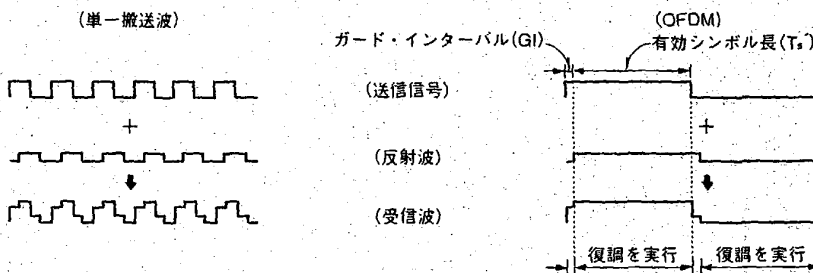 (単一搬送波)
(OFDM)
ガード・インターバル(GI)
有効シンボル長(Ts')
(送信信号)
+
+
(反射波)
(受信波)
復調を実行
復調を実行